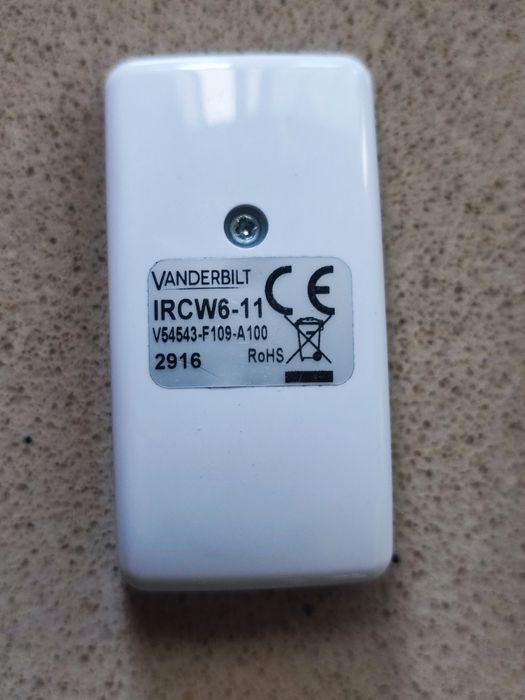 VANDERBILT
CE
IRCW6-11
V54543-F109-A100
2916
RoHS